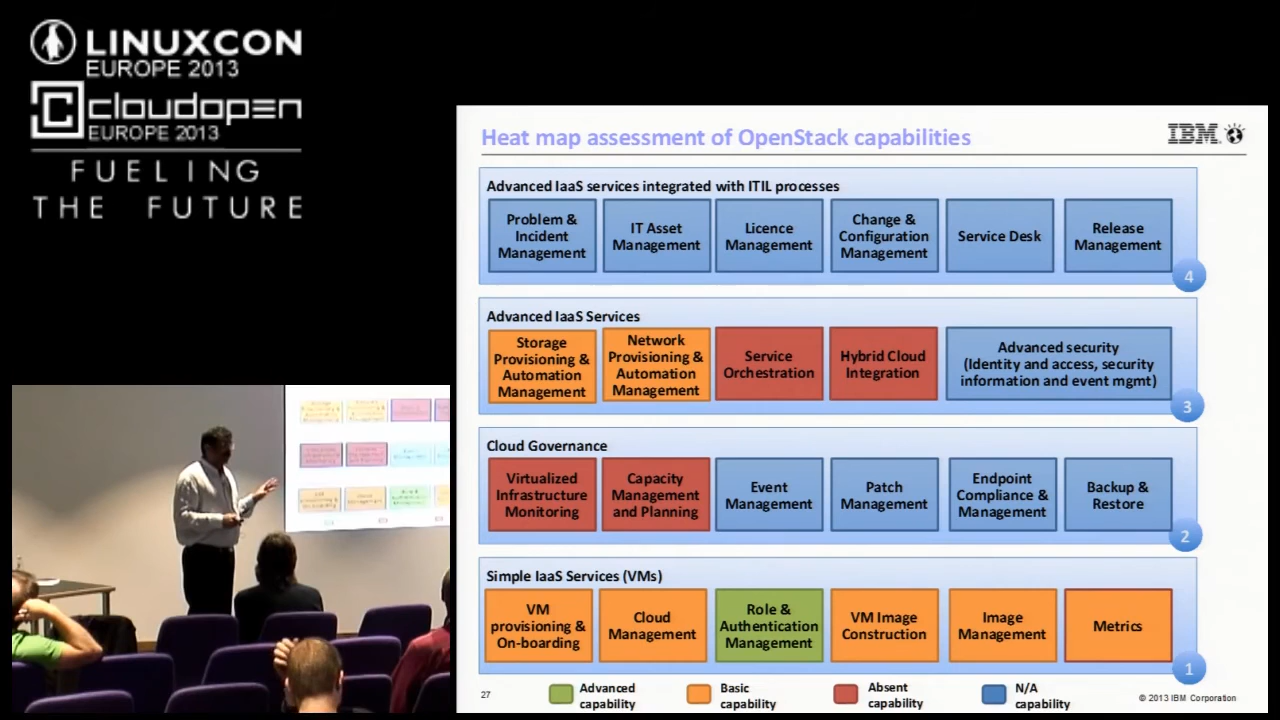 LINUXCON
EUROPE 2013
cloudopen
EUROPE 2013
FUELING
THE FUTURE
Heat map assessment of OpenStack capabilities
IBM
Advanced IaaS services integrated with ITIL processes
Problem &
Incident
Management
IT Asset
Management
Licence
Management
Change &
Configuration
Management
Service Desk
Release
Management
4
Advanced IaaS Services
Storage
Provisioning &
Automation
Management
Network
Provisioning &
Automation
Management
Service
Orchestration
Hybrid Cloud
Integration
Advanced security
(Identity and access, security
information and event mgmt)
3
Cloud Governance
Virtualized
Infrastructure
Monitoring
Capacity
Management
and Planning
Event
Management
Patch
Management
Endpoint
Compliance &
Management
Backup &
Restore
2
Simple IaaS Services (VMs)
VM
provisioning &
On-boarding
Cloud
Management
Role &
Authentication
Management
VM Image
Construction
Image
Management
Metrics
1
27
Advanced
capability
Basic
capability
Absent
capability
N/A
capability
© 2013 IBM Corporation